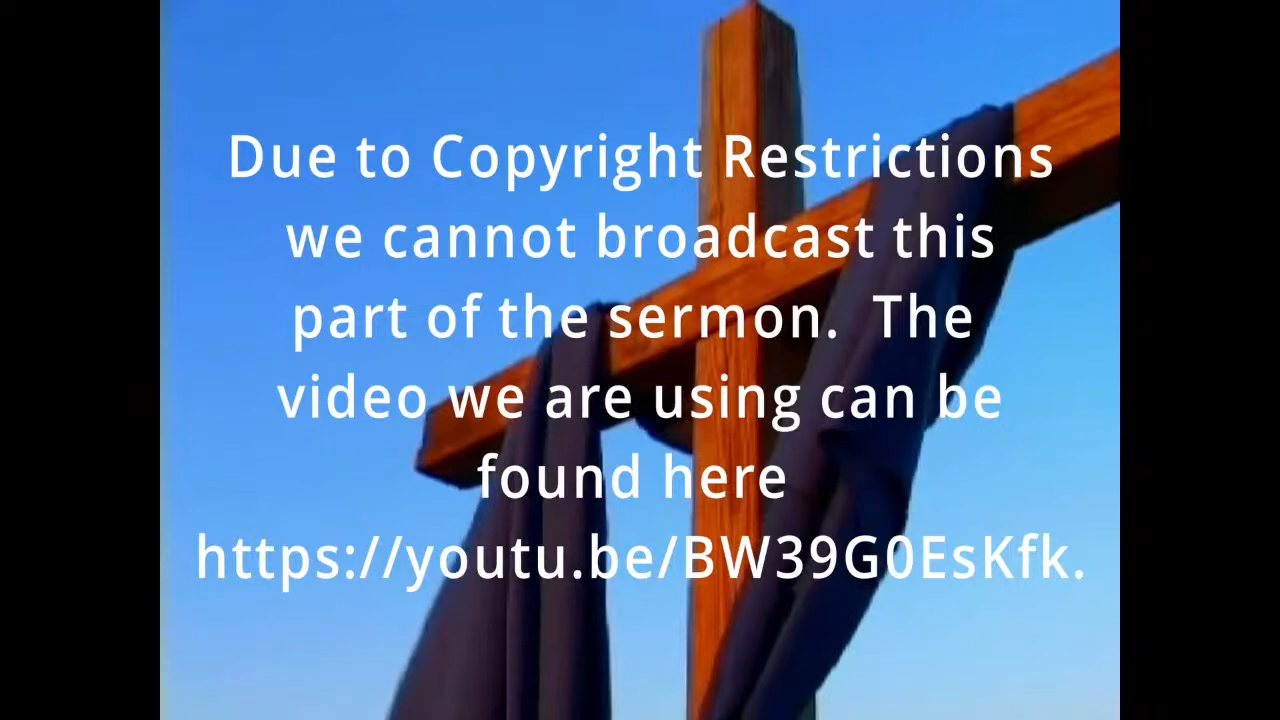 Due to Copyright Restrictions
we cannot broadcast this
part of the sermon. The
video we are using can be
found here
https://youtu.be/BW39G0EsKfk.